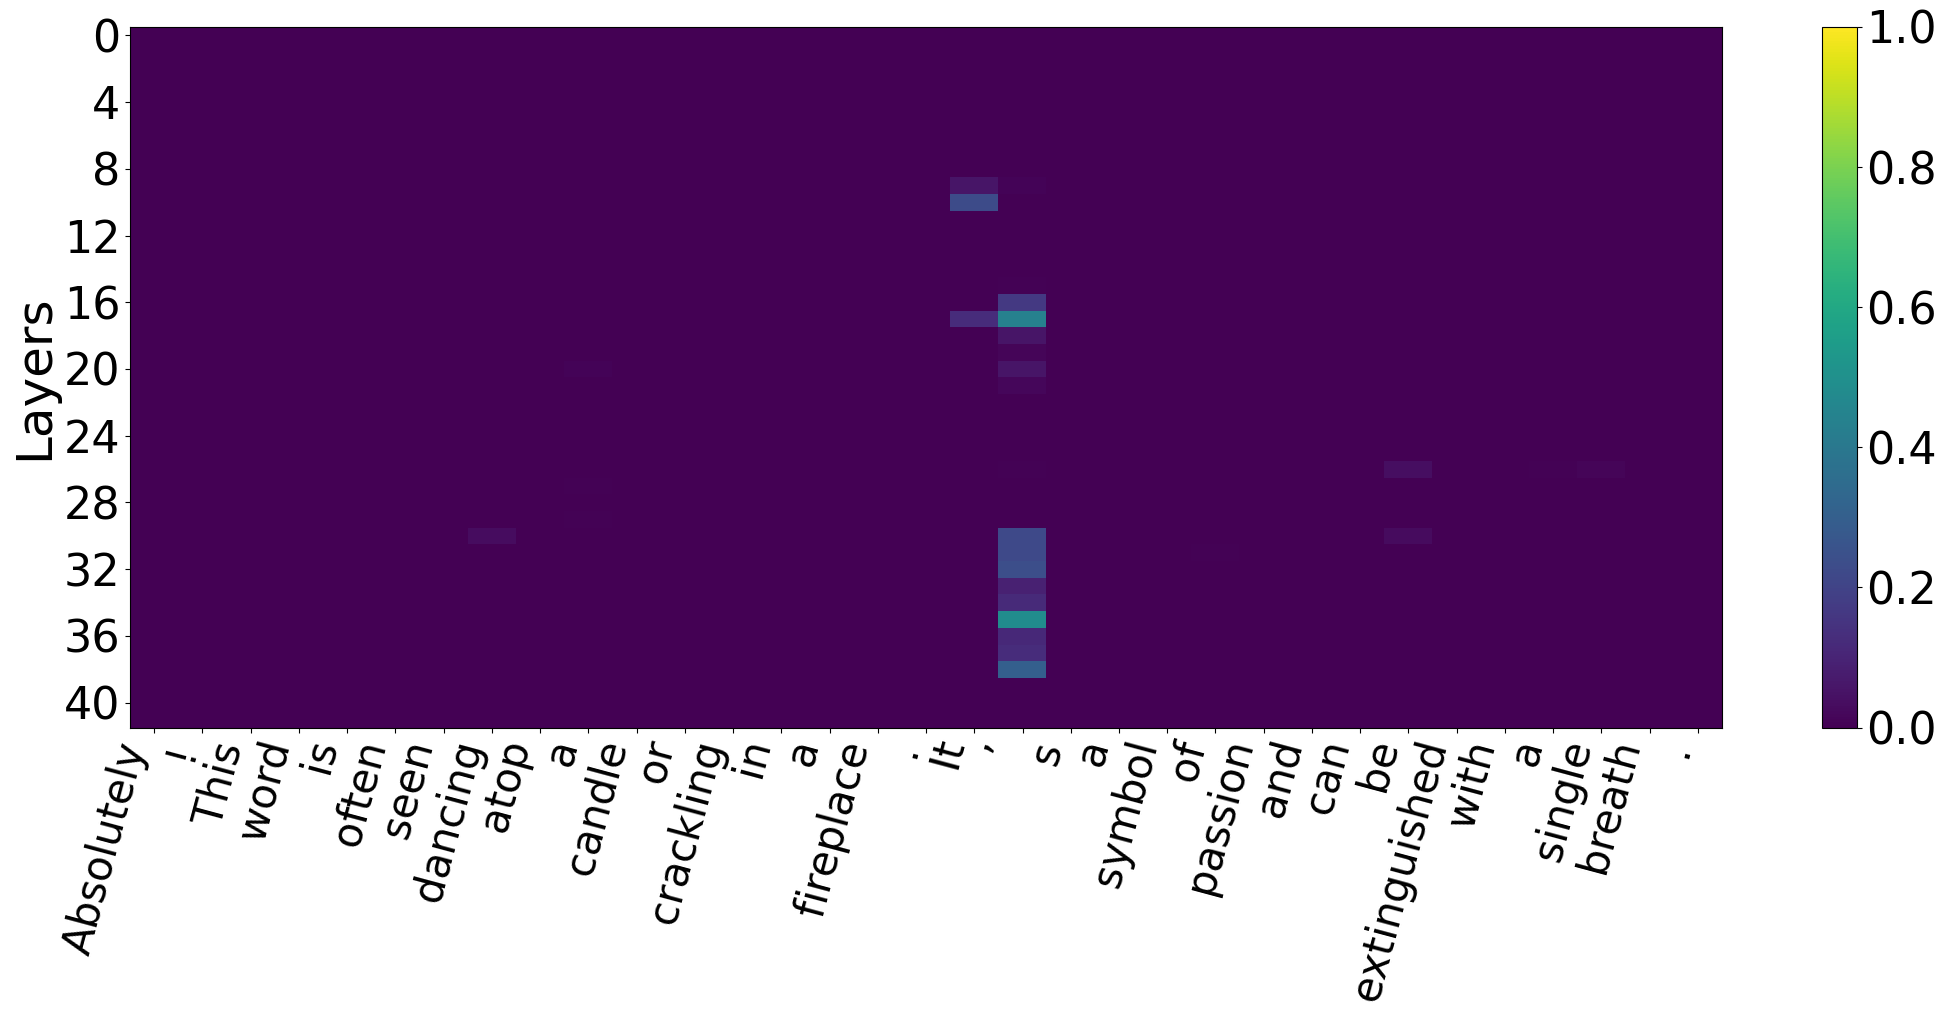 0
4
8
12
16
20
24
28
32
36
40
Layers
Absolutely
!
This
word
is
often
seen
dancing
atop
a
candle
or
crackling
in
a
fireplace
.
It
'
s
a
symbol
of
passion
and
can
be
extinguished
with
a
single
breath
.
1.0
0.8
0.6
0.4
0.2
0.0